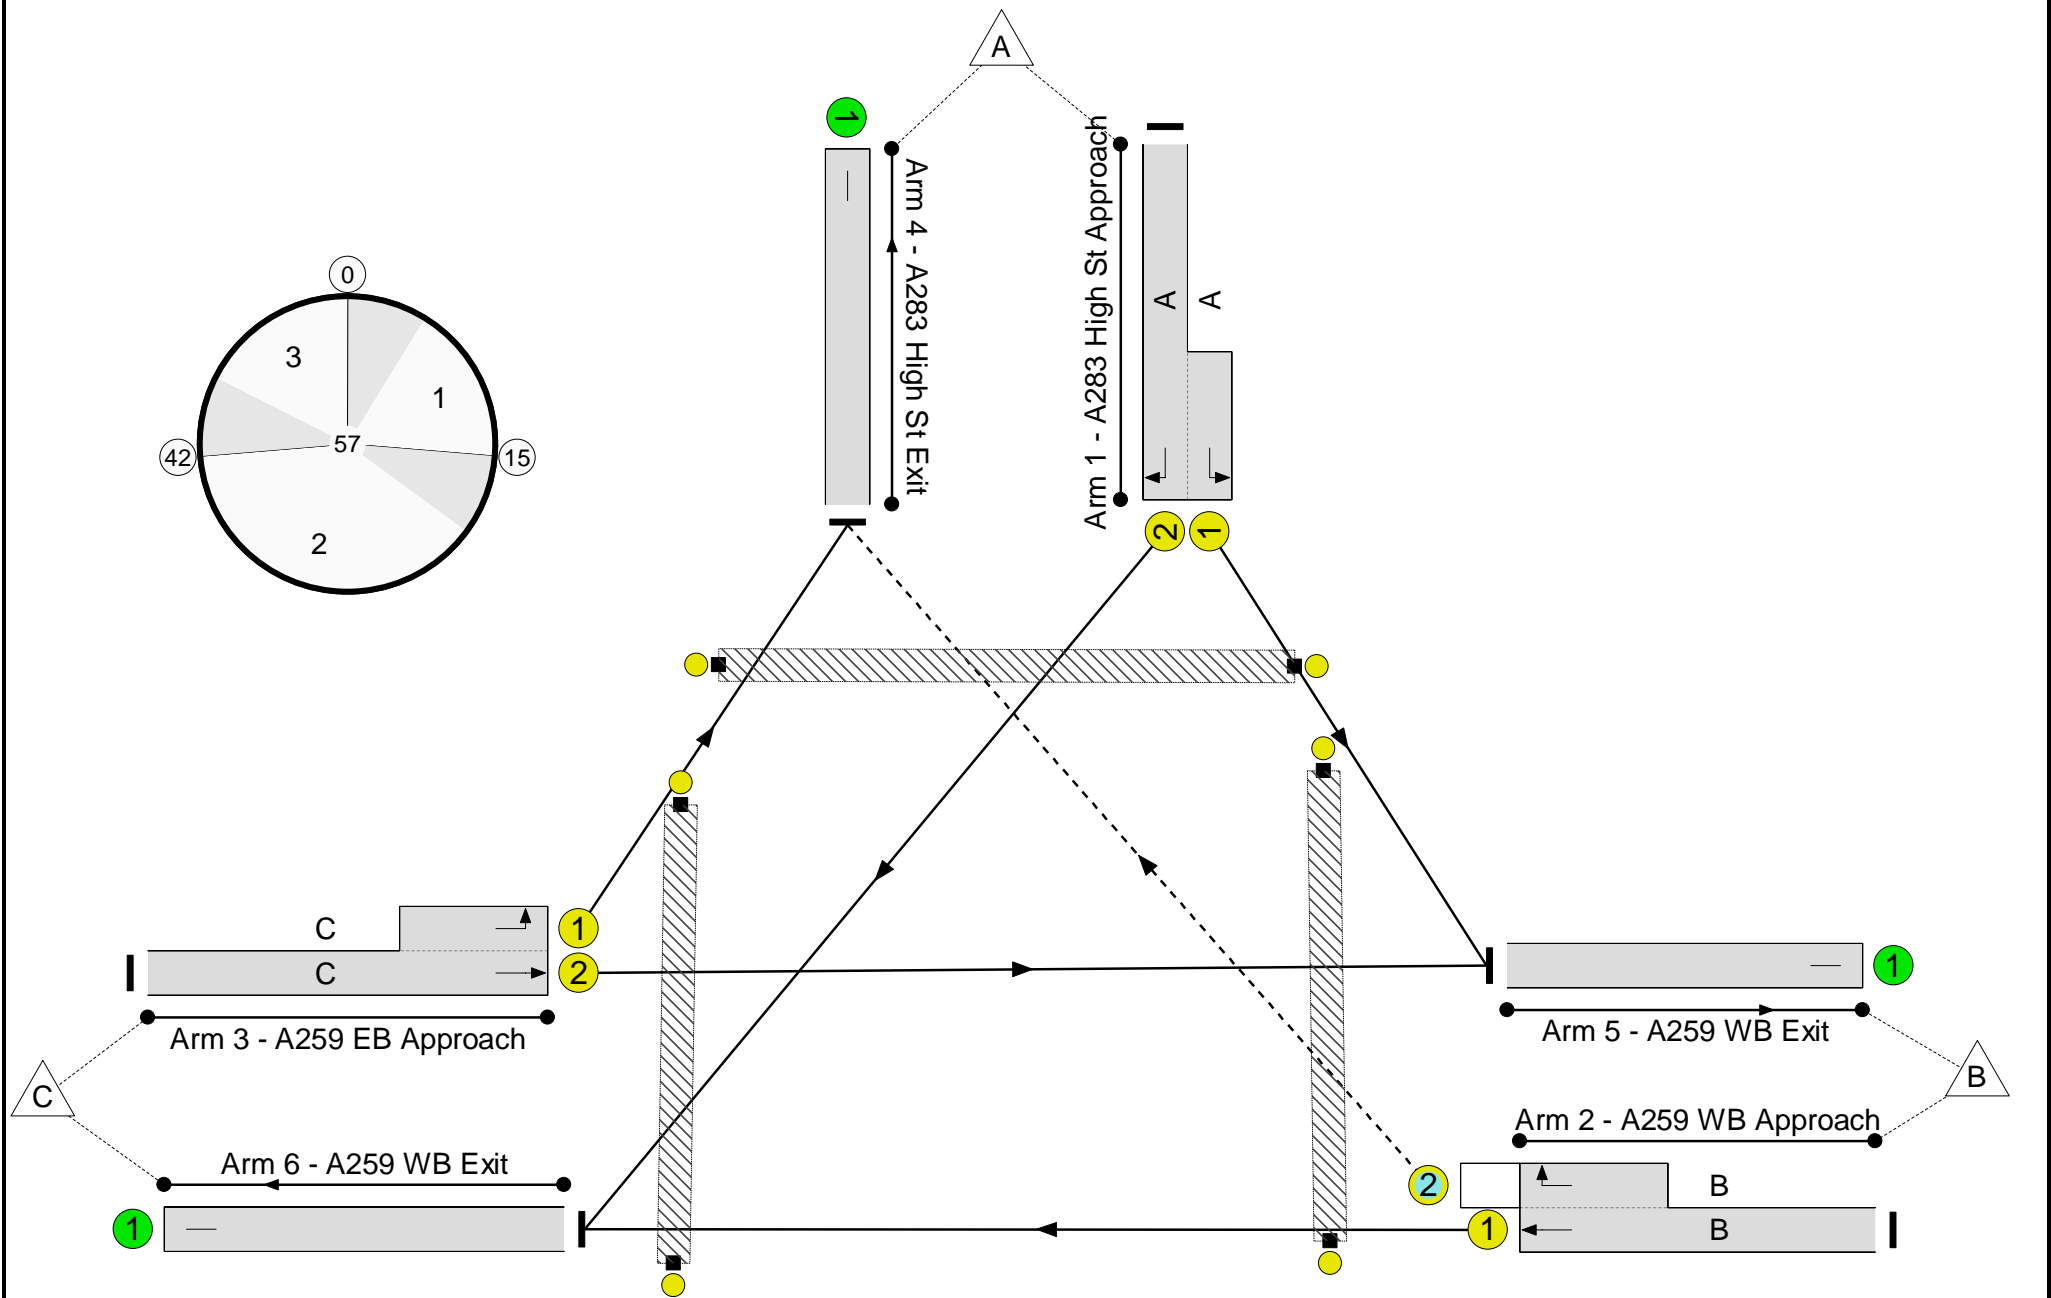 A
1
Arm 4 - A283 High St Exit
Arm 1 - A283 High St Approach
A
A
2
1
0
3
1
57
42
15
2
C
1
C
2
Arm 3 - A259 EB Approach
1
Arm 5 - A259 WB Exit
C
B
Arm 2 - A259 WB Approach
Arm 6 - A259 WB Exit
2
B
1
1
B